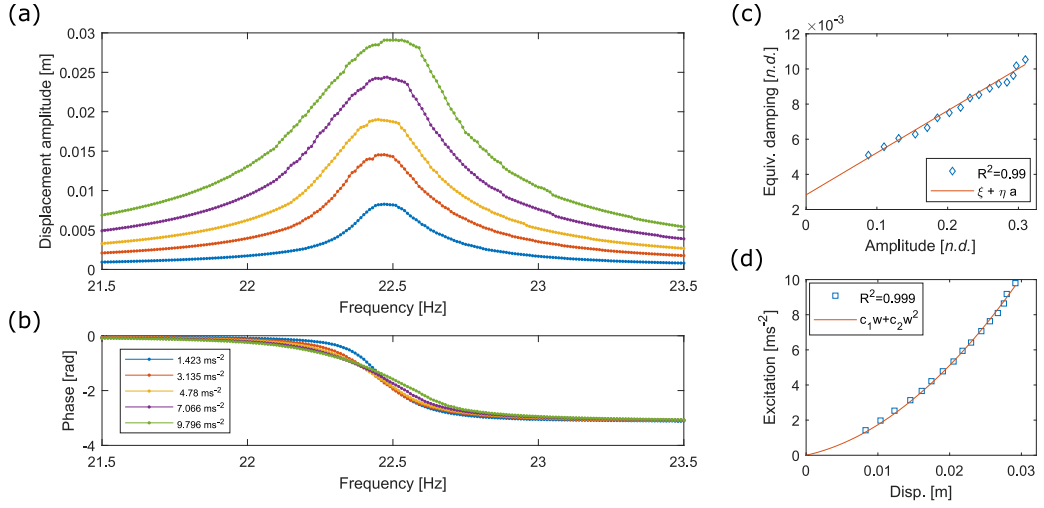 (a)
0.03
0.025
0.02
0.015
0.01
0.005
0
Displacement amplitude [m]
21.5
22
22.5
23
23.5
Frequency [Hz]
(b)
0
-2
-4
Phase [rad]
1.423 ms⁻²
3.135 ms⁻²
4.78 ms⁻²
7.066 ms⁻²
9.796 ms⁻²
21.5
22
22.5
23
23.5
Frequency [Hz]
(c)
×10⁻³
12
10
8
6
4
2
Equiv. damping [n.d.]
R²=0.99
ξ + η a
0
0.1
0.2
0.3
Amplitude [n.d.]
(d)
10
8
6
4
2
0
Excitation [ms⁻²]
R²=0.999
c₁w+c₂w²
0
0.01
0.02
0.03
Disp. [m]